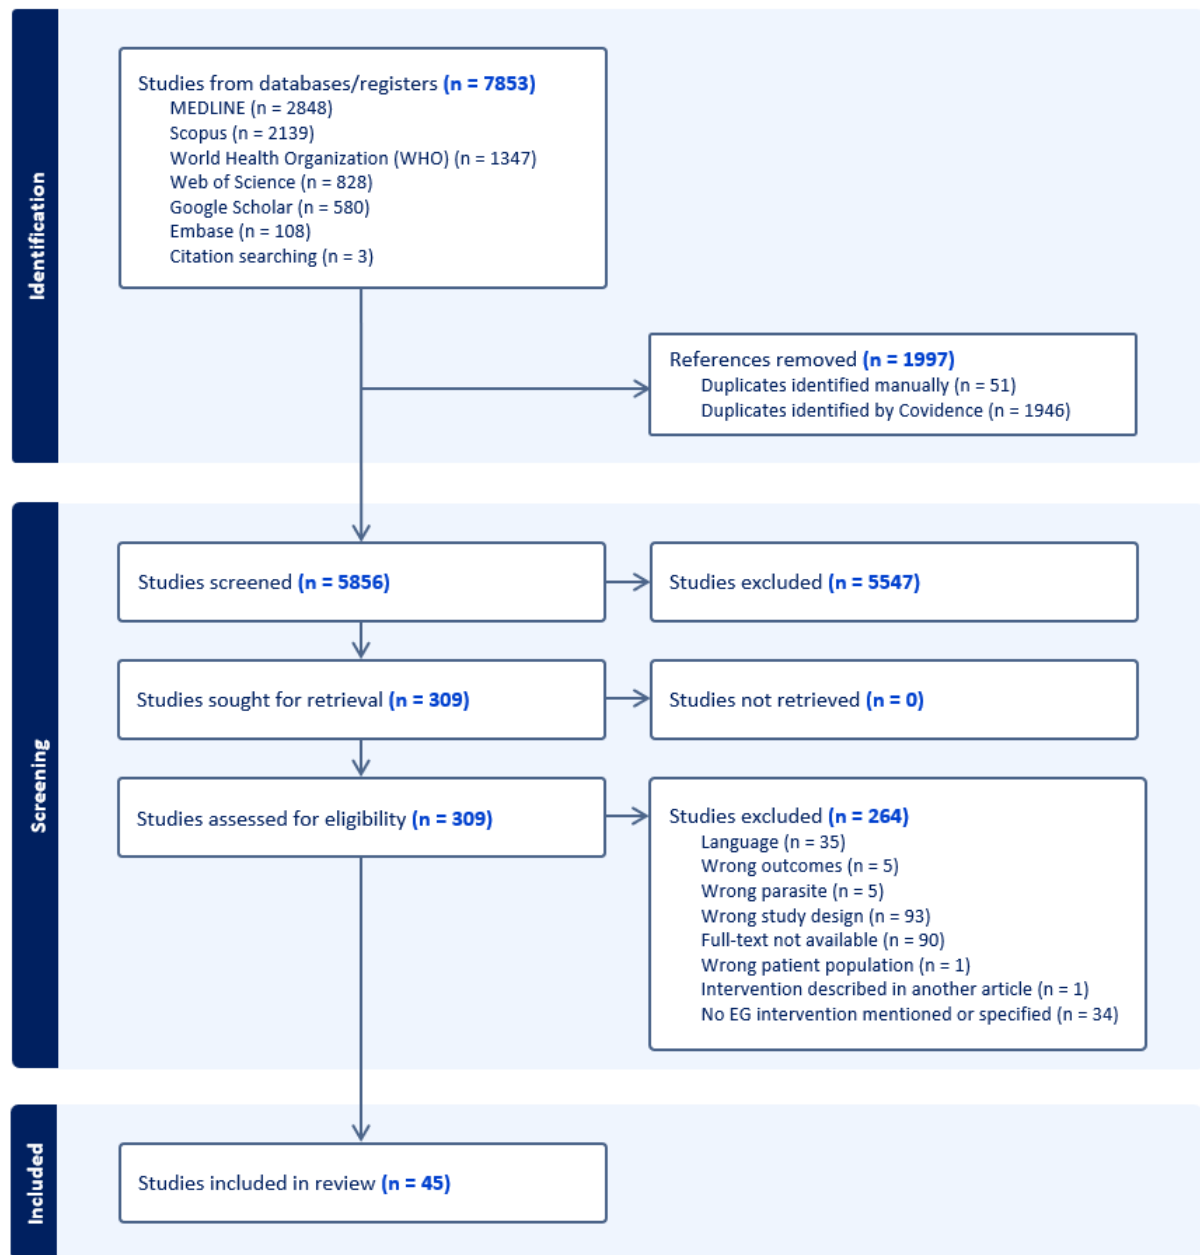 Identification
Studies from databases/registers (n = 7853)
MEDLINE (n = 2848)
Scopus (n = 2139)
World Health Organization (WHO) (n = 1347)
Web of Science (n = 828)
Google Scholar (n = 580)
Embase (n = 108)
Citation searching (n = 3)
References removed (n = 1997)
Duplicates identified manually (n = 51)
Duplicates identified by Covidence (n = 1946)
Screening
Studies screened (n = 5856)
Studies excluded (n = 5547)
Studies sought for retrieval (n = 309)
Studies not retrieved (n = 0)
Studies assessed for eligibility (n = 309)
Studies excluded (n = 264)
Language (n = 35)
Wrong outcomes (n = 5)
Wrong parasite (n = 5)
Wrong study design (n = 93)
Full-text not available (n = 90)
Wrong patient population (n = 1)
Intervention described in another article (n = 1)
No EG intervention mentioned or specified (n = 34)
Included
Studies included in review (n = 45)